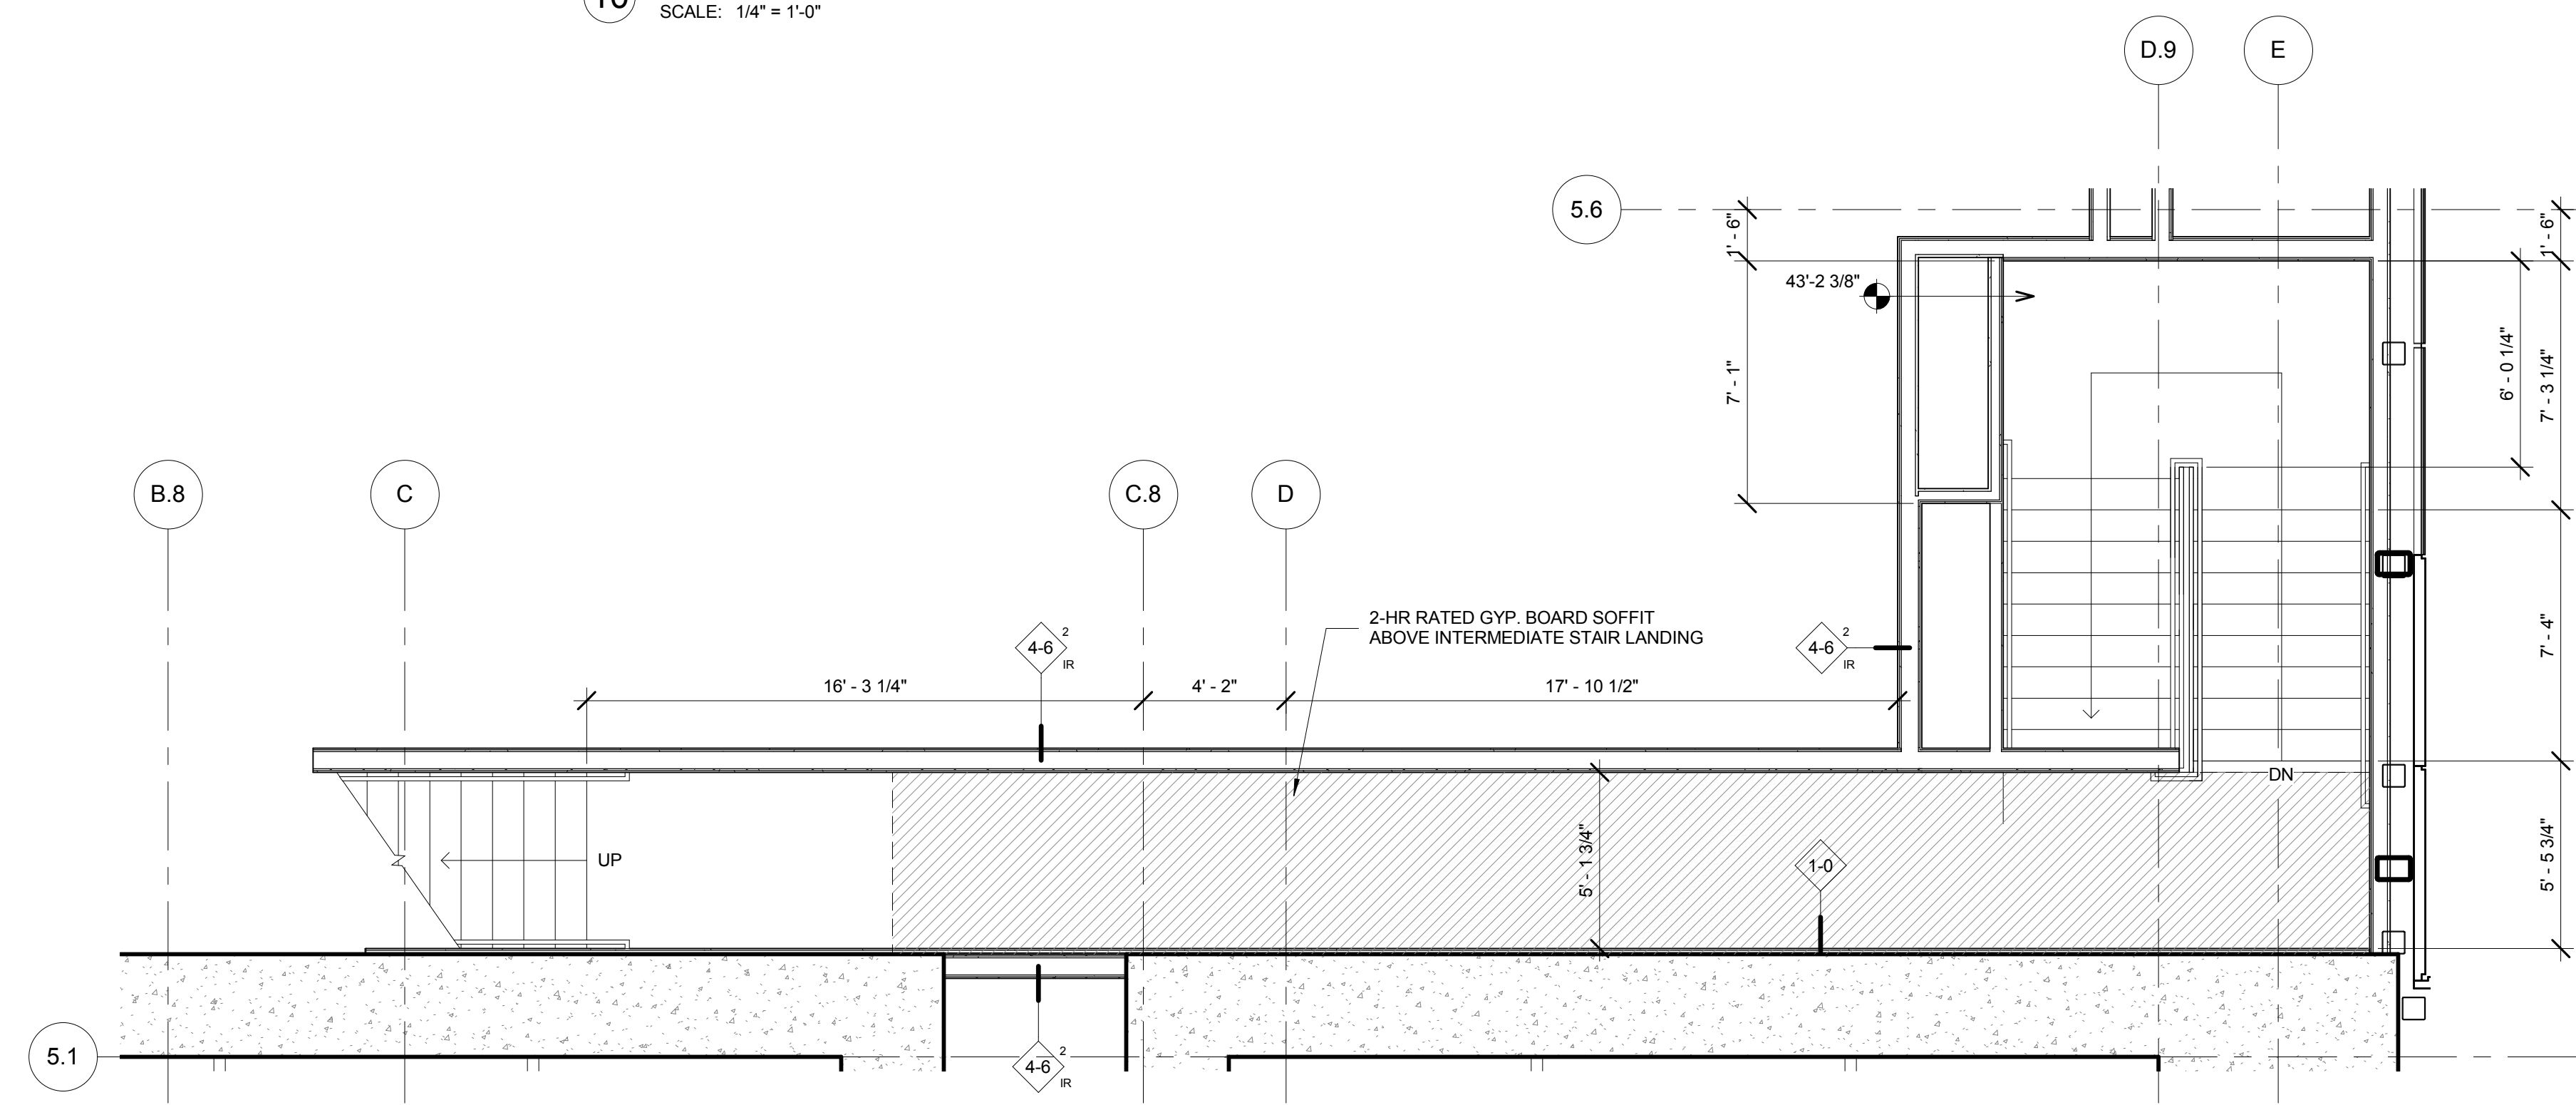 10
SCALE: 1/4" = 1'-0"
D.9
E
5.6
1' - 6"
1' - 6"
43'-2 3/8"
7' - 1"
6' - 0 1/4"
7' - 3 1/4"
B.8
C
C.8
D
2-HR RATED GYP. BOARD SOFFIT
ABOVE INTERMEDIATE STAIR LANDING
4-6
2
IR
4-6
2
IR
7' - 4"
16' - 3 1/4"
4' - 2"
17' - 10 1/2"
DN
UP
5' - 1 3/4"
1-0
5' - 5 3/4"
5.1
4-6
2
IR